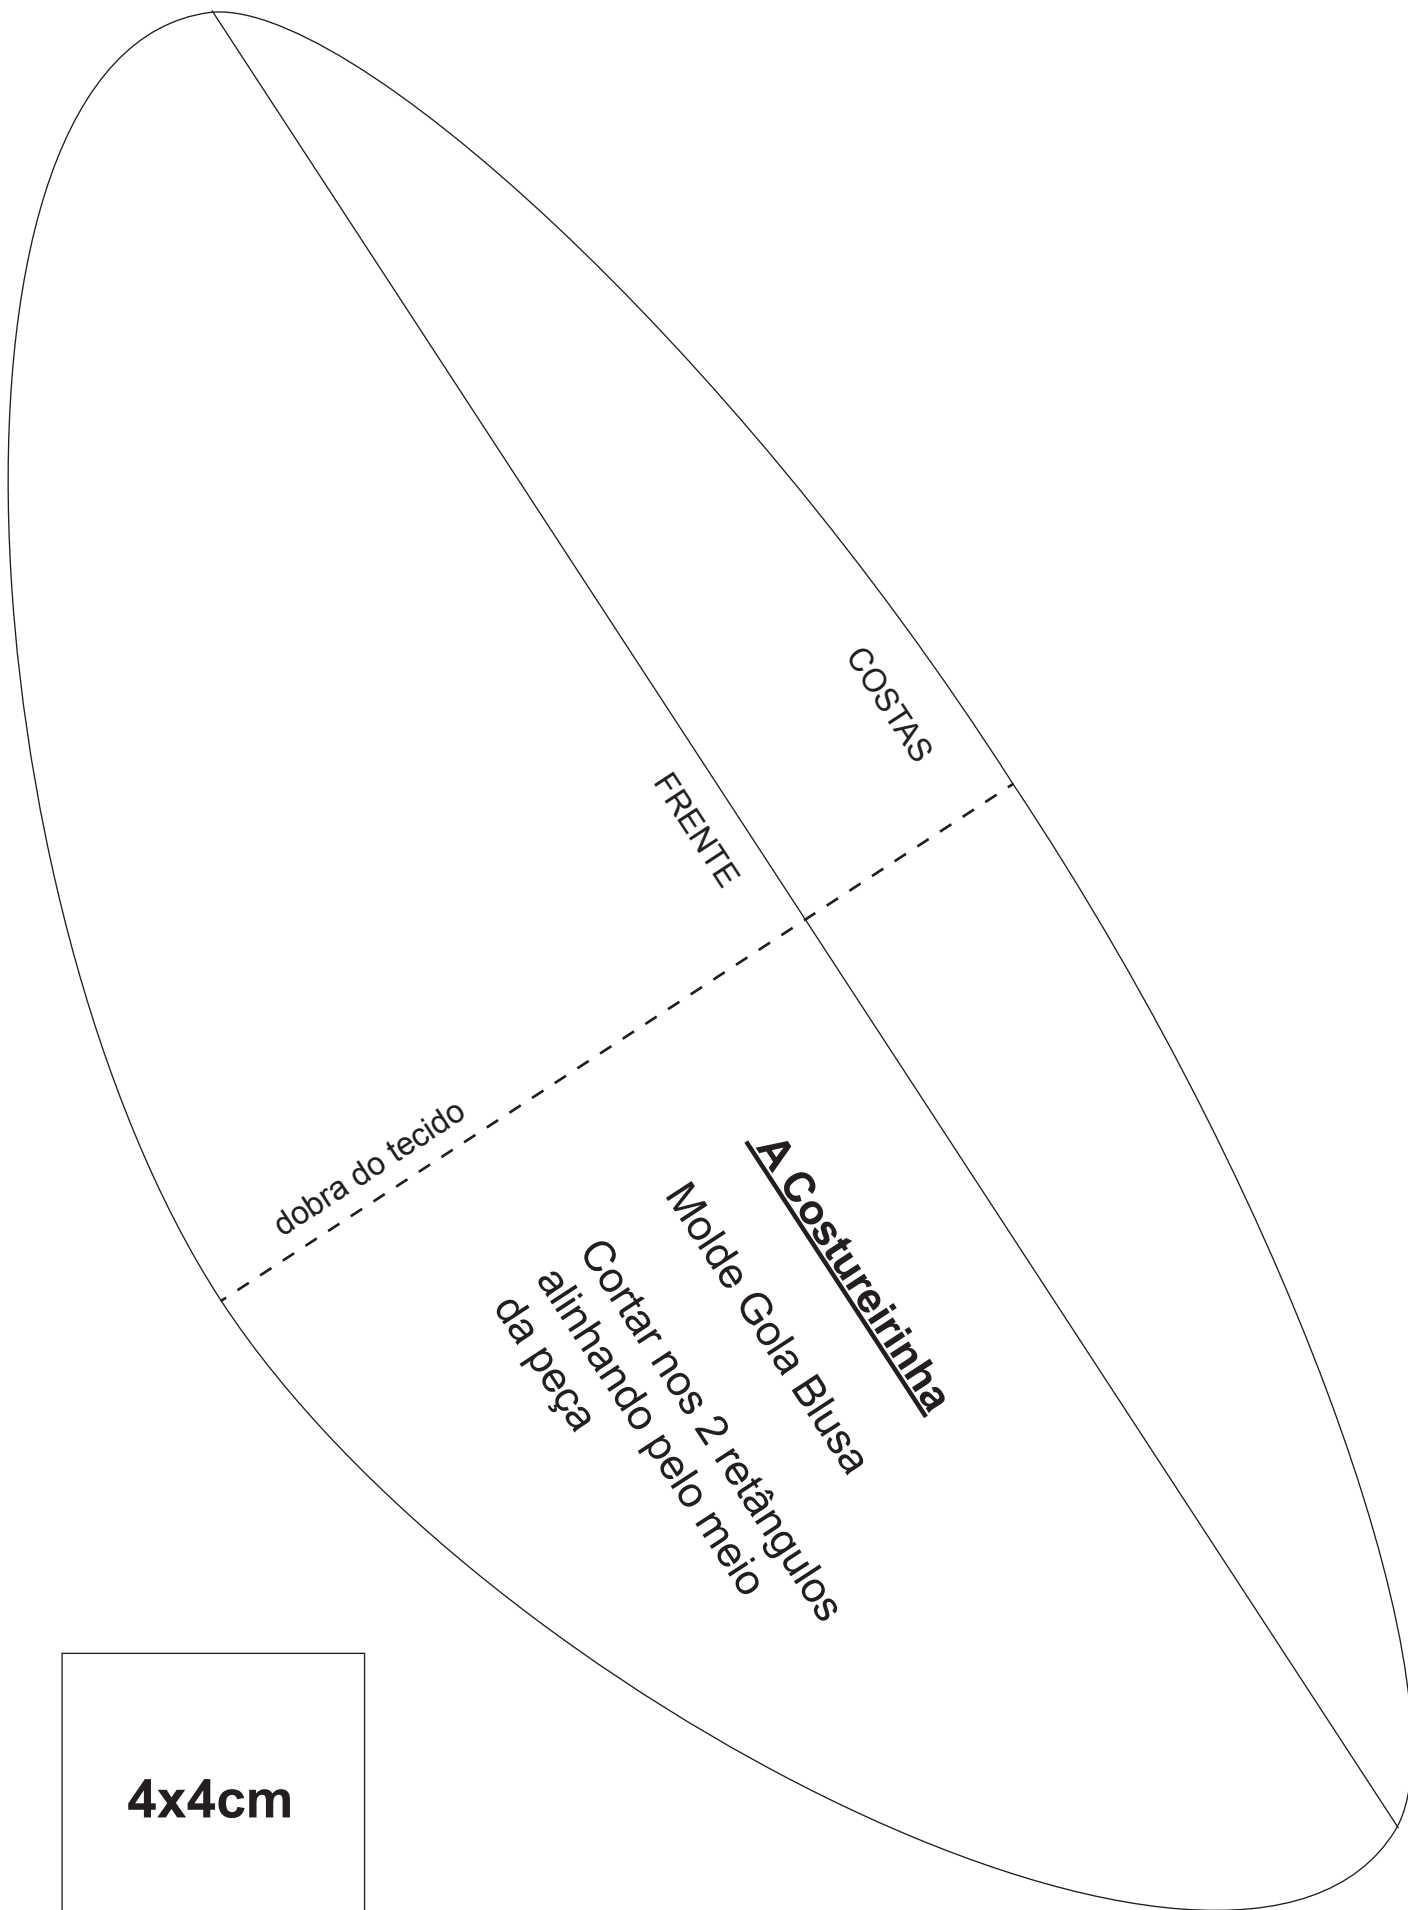 COSTAS
FRENTE
dobra do tecido
A Costureirinha
Molde Gola Blusa
Cortar nos 2 retângulos
alinhando pelo meio
da peça
4x4cm